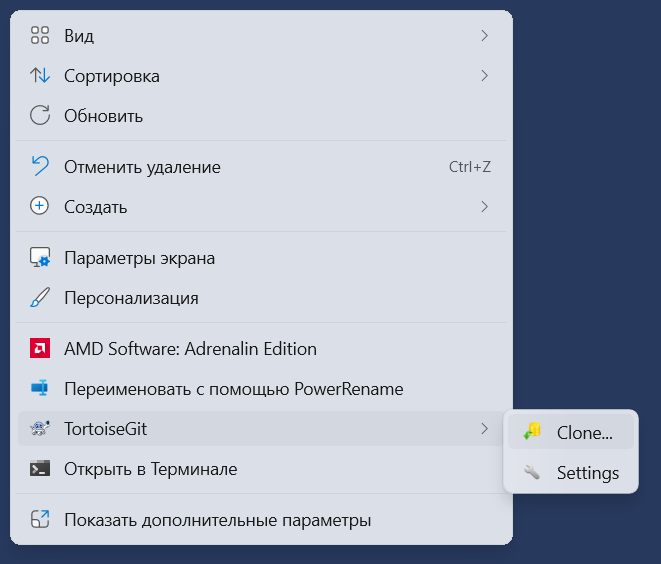 Вид
Сортировка
Обновить
Отменить удаление Ctrl+Z
Создать
Параметры экрана
Персонализация
AMD Software: Adrenalin Edition
Переименовать с помощью PowerRename
TortoiseGit
Clone...
Открыть в Терминале
Settings
Показать дополнительные параметры